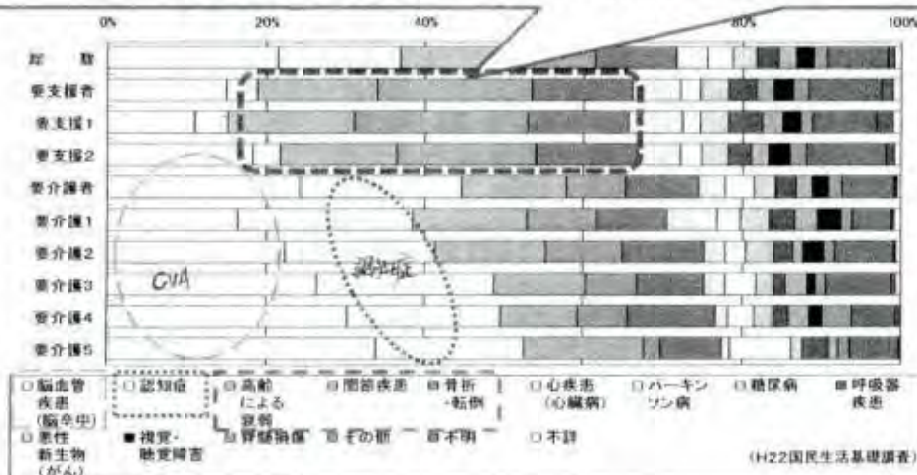 0% 20% 40% 80% 100%
総 数
要支援者
要支援1
要支援2
要介護者
要介護1
要介護2
要介護3
要介護4
要介護5
CVA
認知症
□脳血管疾患(脳卒中) □認知症 高齢による衰弱 関節疾患 骨折・転倒 □心疾患(心臓病) □パーキンソン病 糖尿病 呼吸器疾患
悪性新生物(がん) ■視覚・聴覚障害 脊髄損傷 その他 不明 □不詳
(H22国民生活基礎調査)